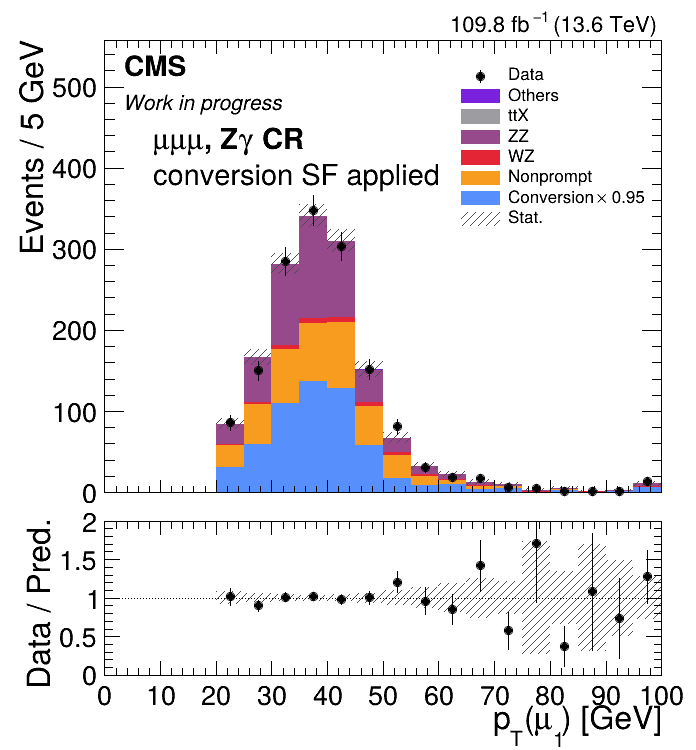 109.8 fb⁻¹ (13.6 TeV)
CMS
Work in progress
μμμ, Zγ CR
conversion SF applied
Data
Others
ttX
ZZ
WZ
Nonprompt
Conversion × 0.95
Stat.
Events / 5 GeV
500
400
300
200
100
0
Data / Pred.
2
1.5
1
0.5
0
0 10 20 30 40 50 60 70 80 90 100
p_T(μ_1) [GeV]